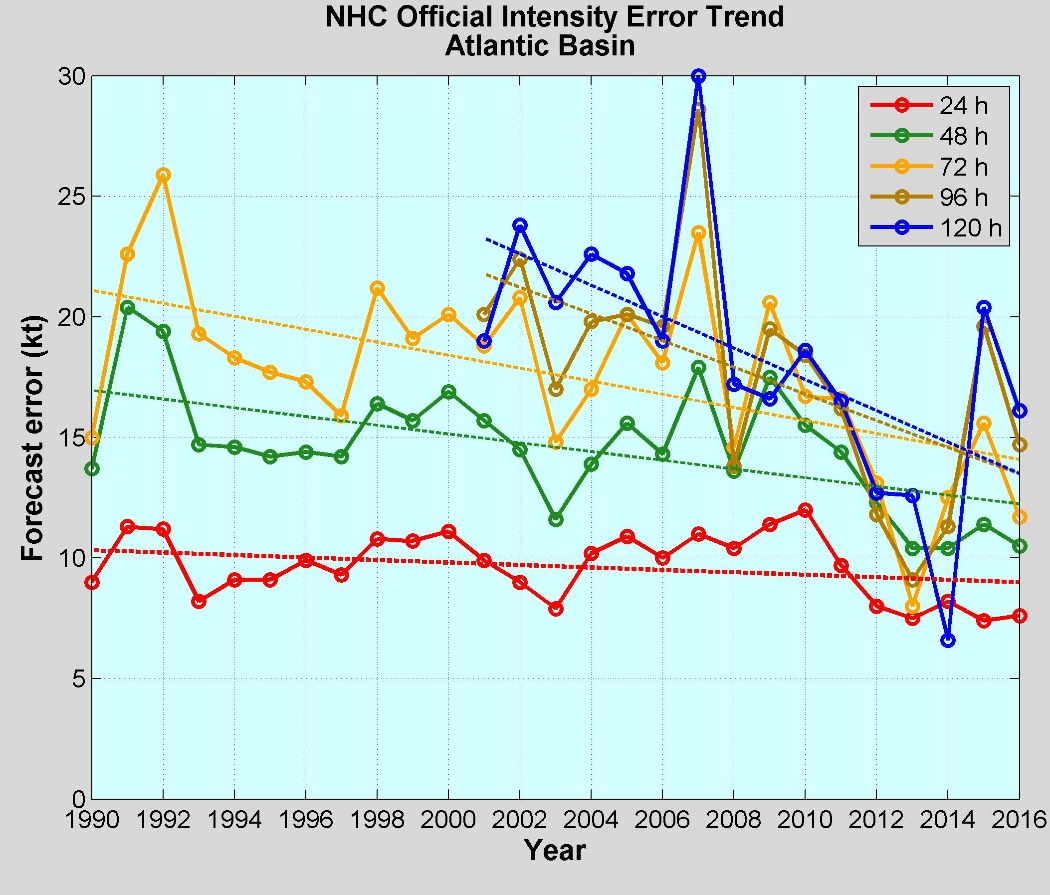 NHC Official Intensity Error Trend
Atlantic Basin
24 h
48 h
72 h
96 h
120 h
Forecast error (kt)
30
25
20
15
10
5
0
1990 1992 1994 1996 1998 2000 2002 2004 2006 2008 2010 2012 2014 2016
Year